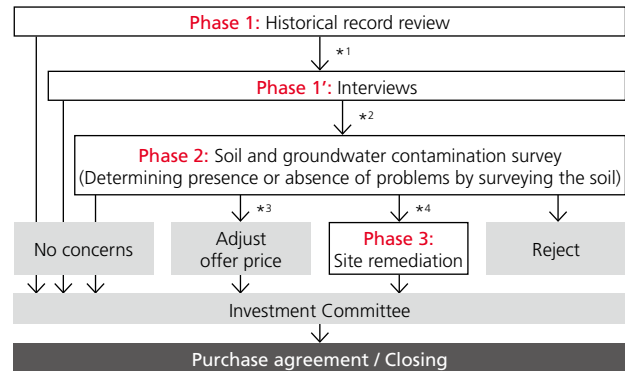 Phase 1: Historical record review
*1
Phase 1': Interviews
*2
Phase 2: Soil and groundwater contamination survey
(Determining presence or absence of problems by surveying the soil)
*3
*4
No concerns
Adjust
offer price
Phase 3:
Site remediation
Reject
Investment Committee
Purchase agreement / Closing